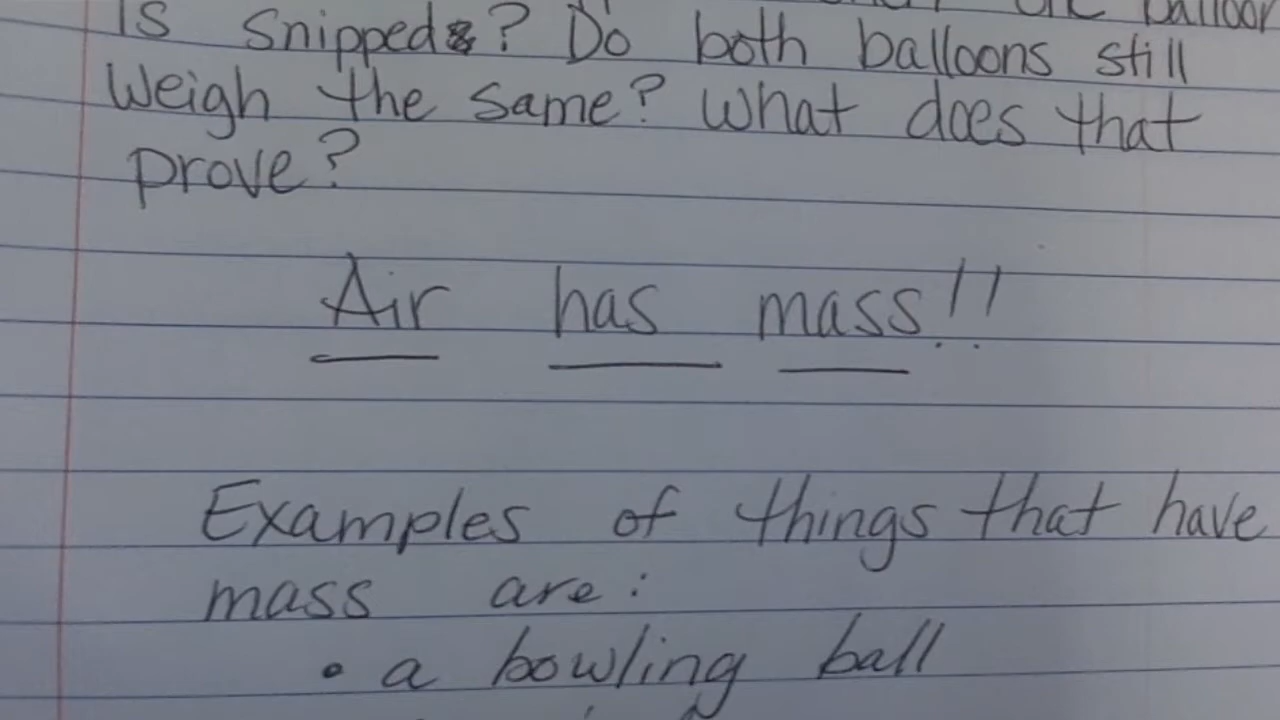 balloon
Is snipped? Do both balloons still
weigh the same? What does that
prove?
Air has mass!!
Examples of things that have
mass are:
• a bowling ball